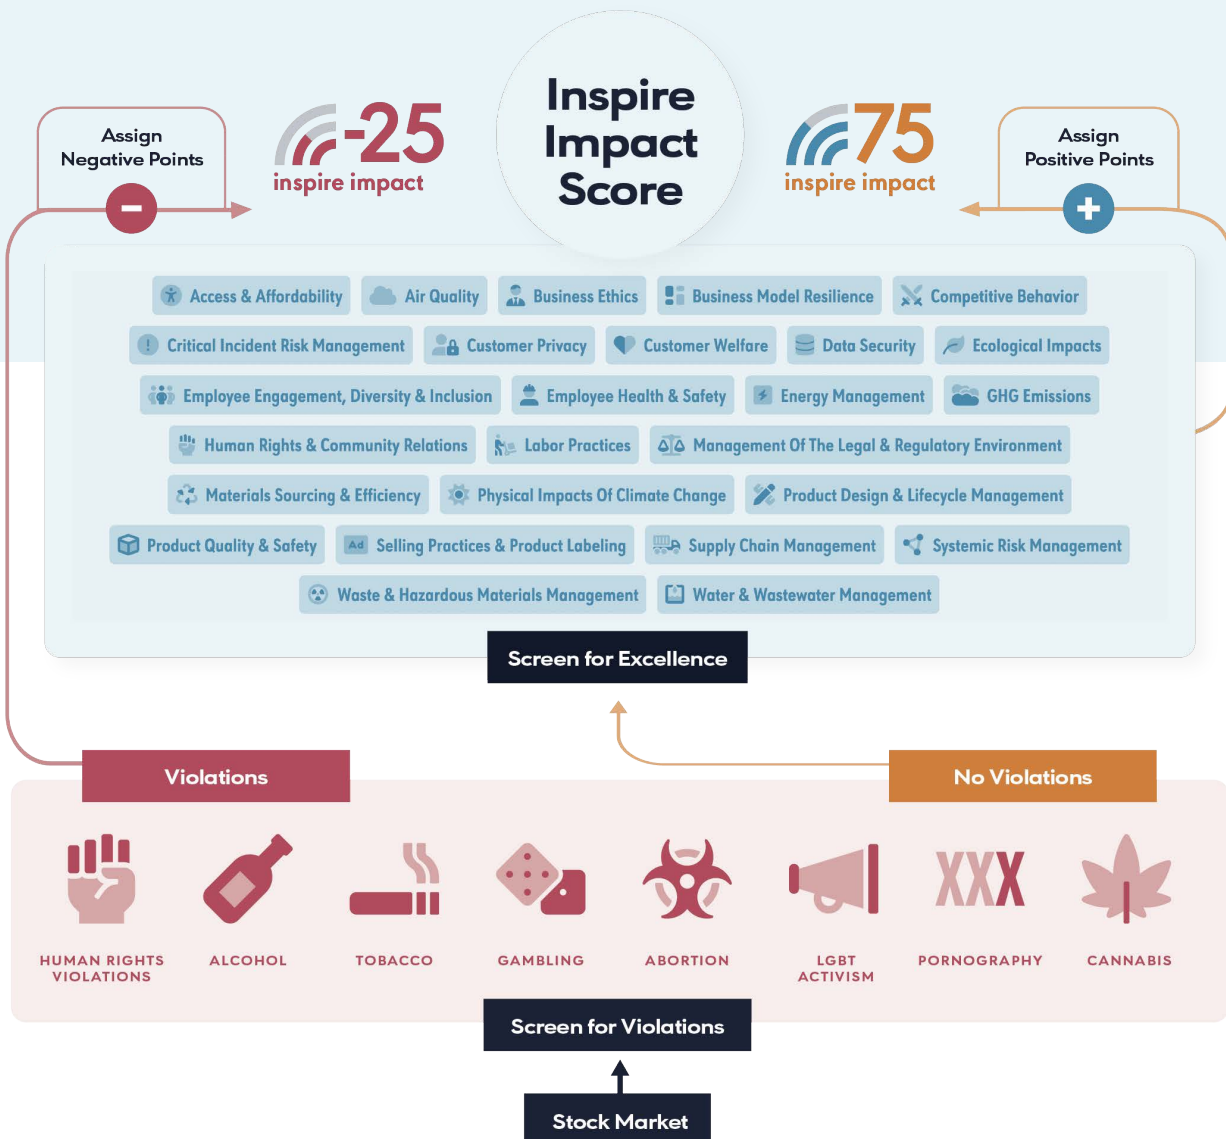 Inspire
Impact
Score
Assign
Negative Points
-25
inspire impact
75
inspire impact
Assign
Positive Points
Access & Affordability
Air Quality
Business Ethics
Business Model Resilience
Competitive Behavior
Critical Incident Risk Management
Customer Privacy
Customer Welfare
Data Security
Ecological Impacts
Employee Engagement, Diversity & Inclusion
Employee Health & Safety
Energy Management
GHG Emissions
Human Rights & Community Relations
Labor Practices
Management Of The Legal & Regulatory Environment
Materials Sourcing & Efficiency
Physical Impacts Of Climate Change
Product Design & Lifecycle Management
Product Quality & Safety
Ad
Selling Practices & Product Labeling
Supply Chain Management
Systemic Risk Management
Waste & Hazardous Materials Management
Water & Wastewater Management
Screen for Excellence
Violations
No Violations
XXX
HUMAN RIGHTS
VIOLATIONS
ALCOHOL
TOBACCO
GAMBLING
ABORTION
LGBT
ACTIVISM
PORNOGRAPHY
CANNABIS
Screen for Violations
Stock Market